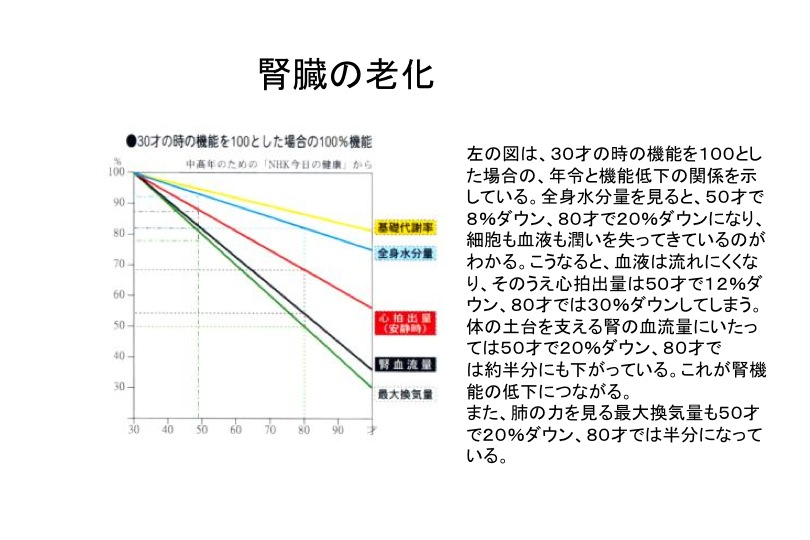 腎臓の老化
●30才の時の機能を100とした場合の100%機能
中高年のための「NHK今日の健康」から
%
100
90
80
70
60
50
40
30
30 40 50 60 70 80 90 才
基礎代謝率
全身水分量
心拍出量
(安静時)
腎血流量
最大換気量
左の図は、30才の時の機能を100とし
た場合の、年令と機能低下の関係を示
している。全身水分量を見ると、50才で
8%ダウン、80才で20%ダウンになり、
細胞も血液も潤いを失ってきているのが
わかる。こうなると、血液は流れにくくな
り、そのうえ心拍出量は50才で12%ダ
ウン、80才では30%ダウンしてしまう。
体の土台を支える腎の血流量にいたっ
ては50才で20%ダウン、80才で
は約半分にも下がっている。これが腎機
能の低下につながる。
また、肺の力を見る最大換気量も50才
で20%ダウン、80才では半分になって
いる。